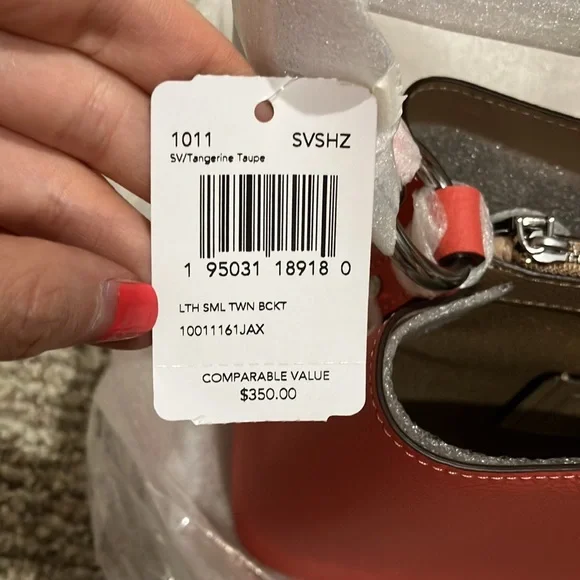 1011 SVSHZ
SV/Tangerine Taupe
1 95031 18918 0
LTH SML TWN BCKT
10011161JAX
COMPARABLE VALUE
$350.00